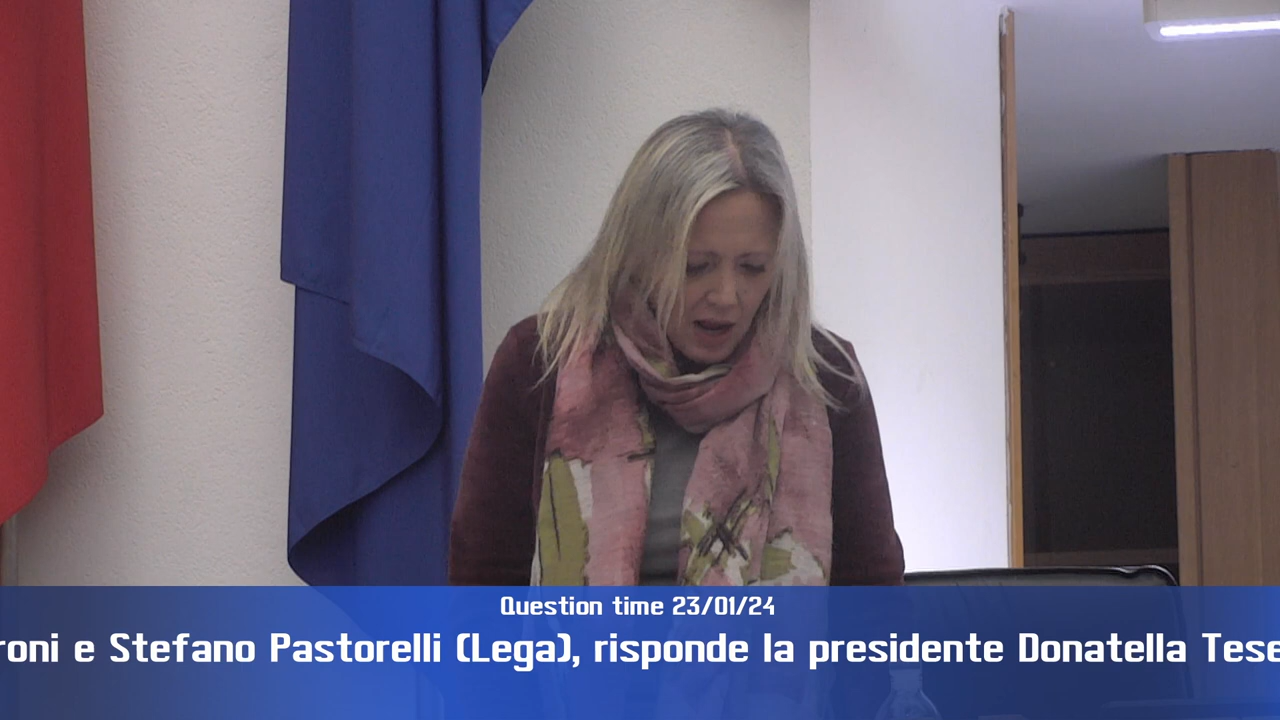 Question time 23/01/24
roni e Stefano Pastorelli (Lega), risponde la presidente Donatella Tese